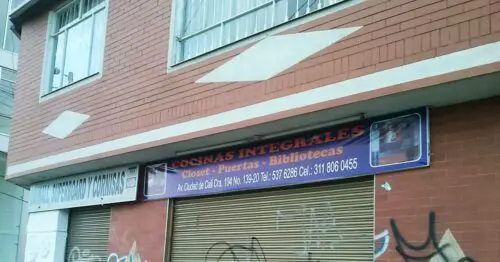 COCINAS INTEGRALES
Closet - Puertas - Bibliotecas
Av. Ciudad de Cali Cra. 104 No. 139-20 Tel.: 537 6286 Cel.: 311 806 0455
Y CORNISAS